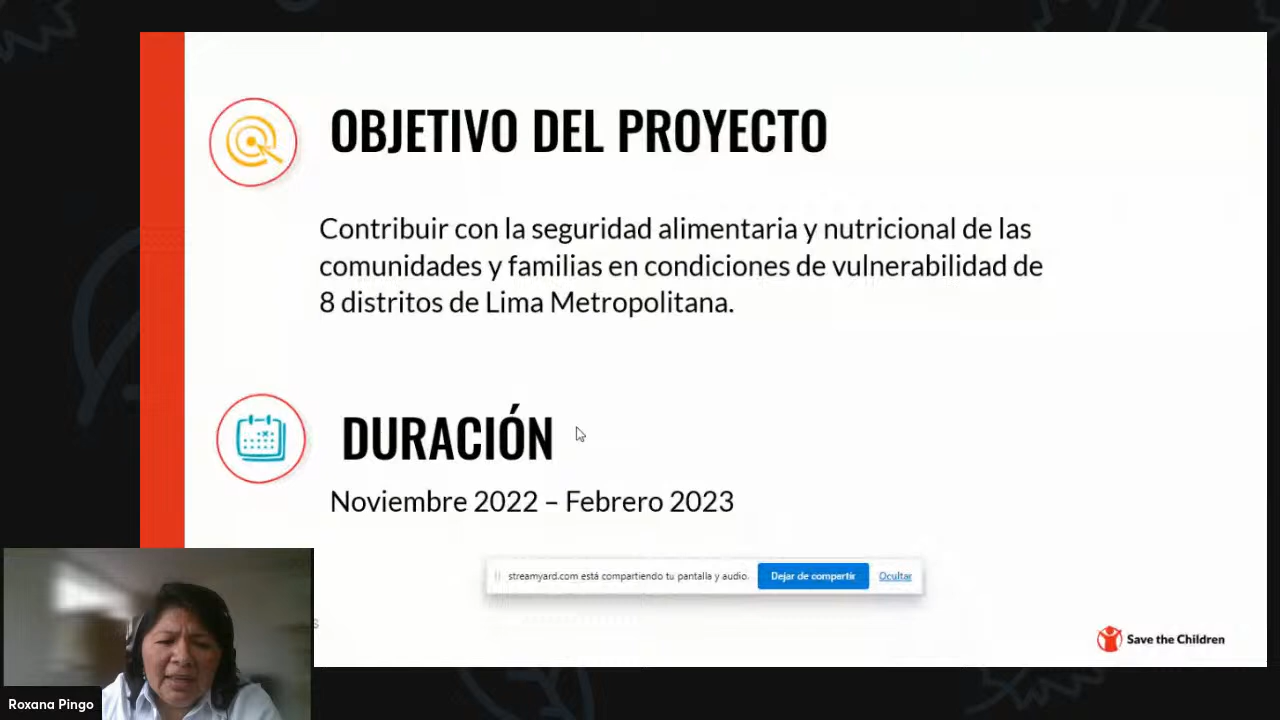 OBJETIVO DEL PROYECTO
Contribuir con la seguridad alimentaria y nutricional de las
comunidades y familias en condiciones de vulnerabilidad de
8 distritos de Lima Metropolitana.
DURACIÓN
Noviembre 2022 – Febrero 2023
streamyard.com está compartiendo tu pantalla y audio.
Dejar de compartir
Ocultar
Save the Children
Roxana Pingo